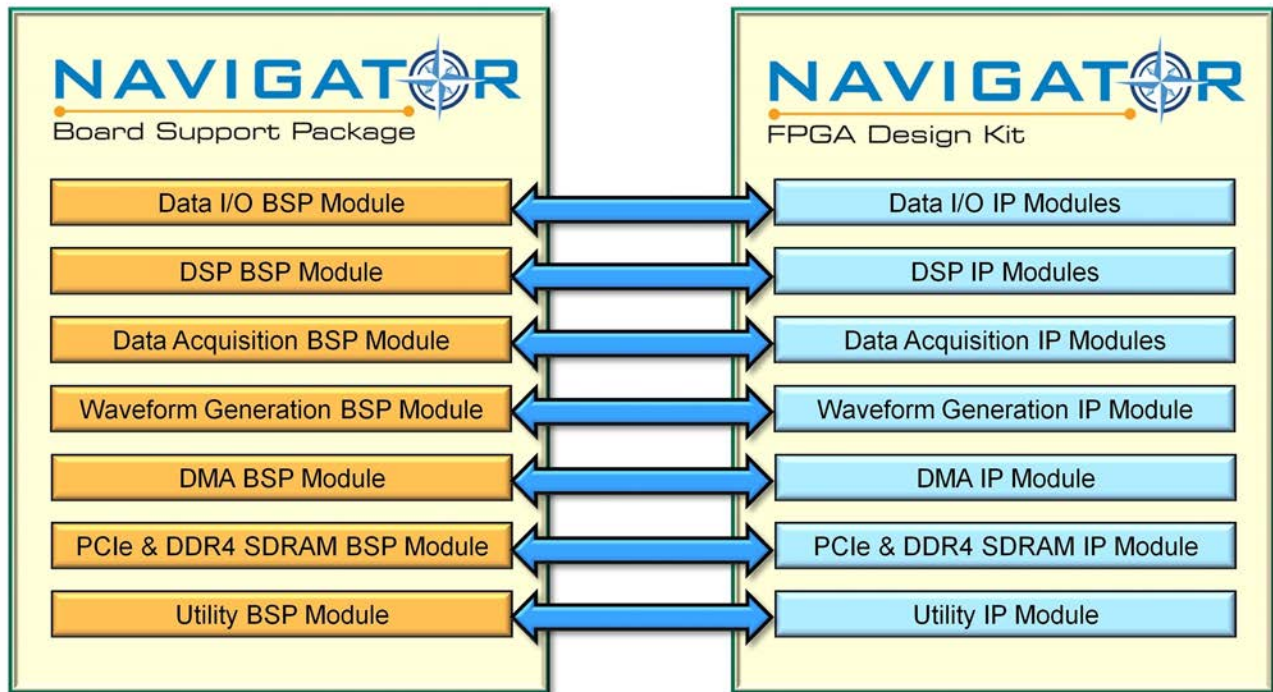 NAVIGATOR
Board Support Package
Data I/O BSP Module
DSP BSP Module
Data Acquisition BSP Module
Waveform Generation BSP Module
DMA BSP Module
PCIe & DDR4 SDRAM BSP Module
Utility BSP Module
NAVIGATOR
FPGA Design Kit
Data I/O IP Modules
DSP IP Modules
Data Acquisition IP Modules
Waveform Generation IP Module
DMA IP Module
PCIe & DDR4 SDRAM IP Module
Utility IP Module